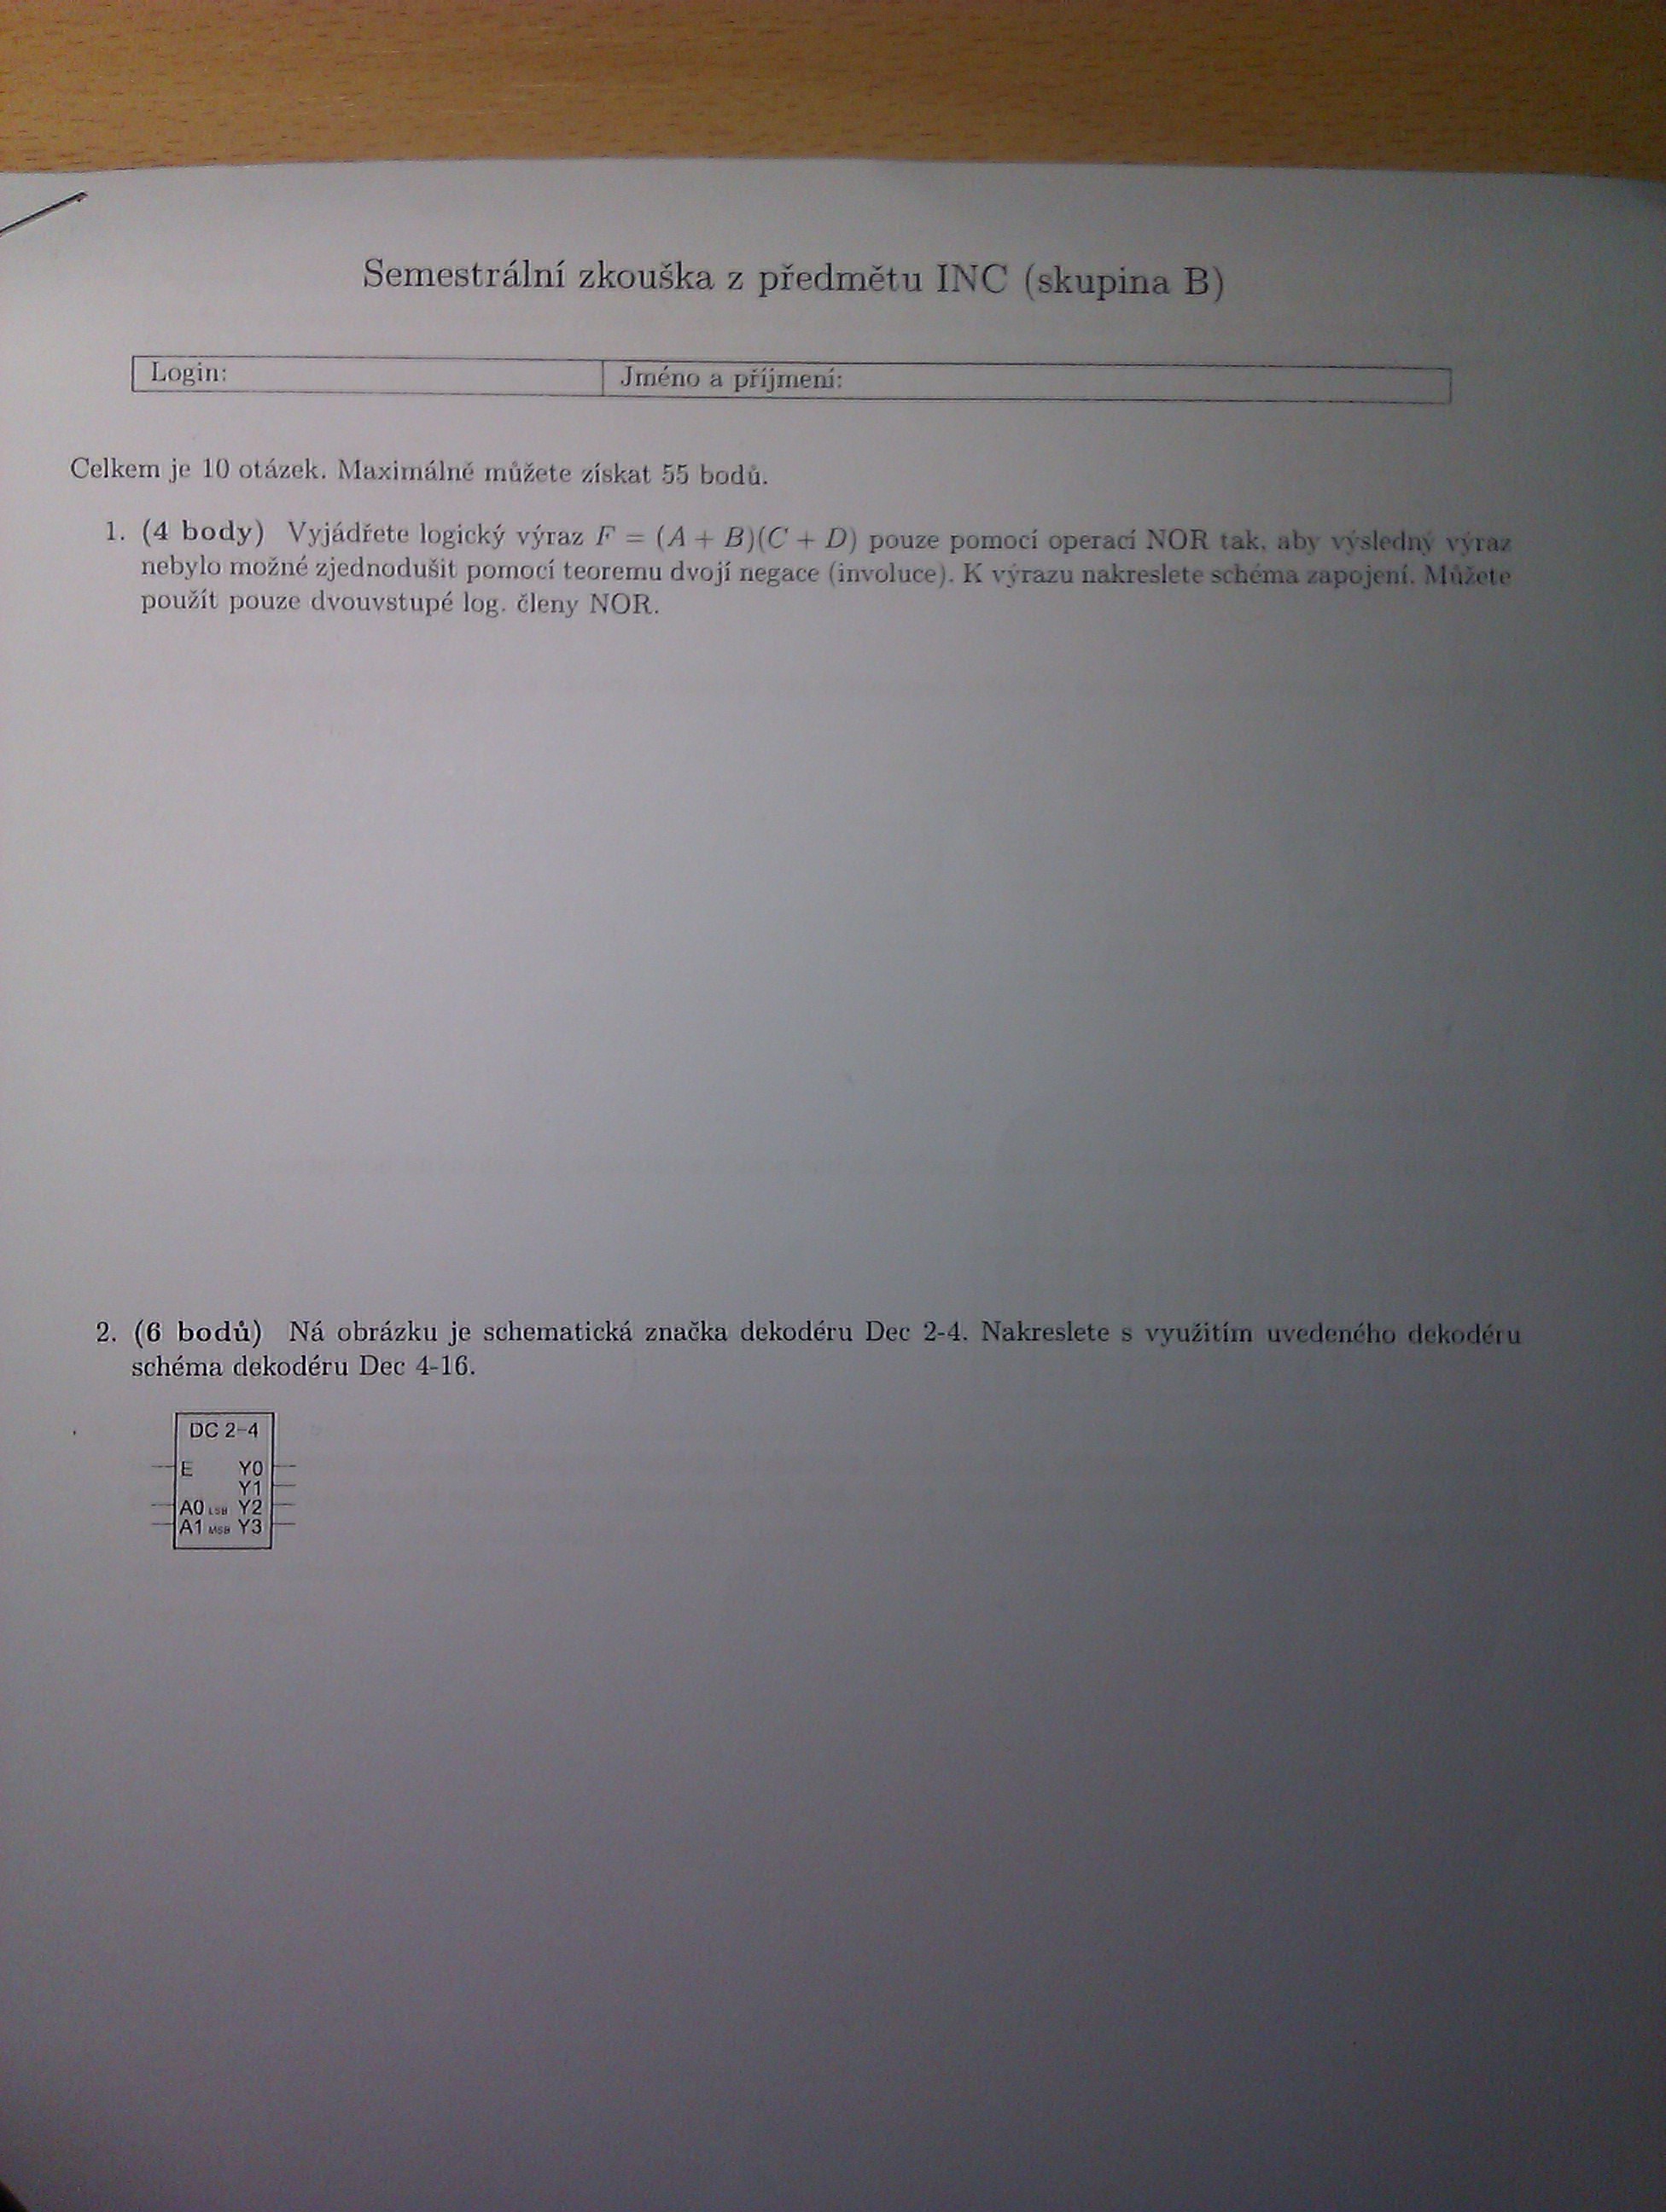 Semestrální zkouška z předmětu INC (skupina B)
Login: Jméno a příjmení:
Celkem je 10 otázek. Maximálně můžete získat 55 bodů.
1. (4 body) Vyjádřete logický výraz F = (A + B)(C + D) pouze pomocí operací NOR tak, aby výsledný výraz
nebylo možné zjednodušit pomocí teoremu dvojí negace (involuce). K výrazu nakreslete schéma zapojení. Můžete
použít pouze dvouvstupé log. členy NOR.
2. (6 bodů) Ná obrázku je schematická značka dekodéru Dec 2-4. Nakreslete s využitím uvedeného dekodéru
schéma dekodéru Dec 4-16.
DC 2-4
E Y0
Y1
A0 LSB Y2
A1 MSB Y3